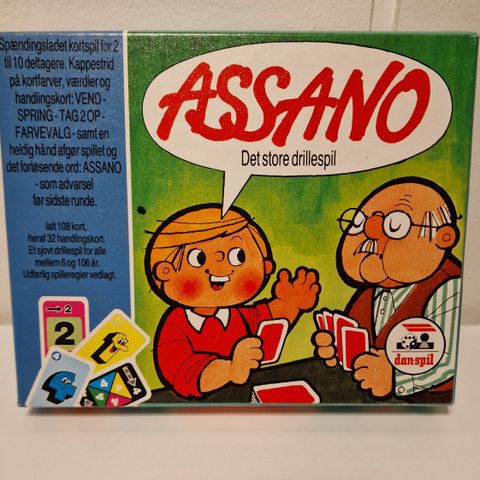 Spændingsladet kortspil for 2
til 10 deltagere. Kappestrid
på kortfarver, værdier og
handlingskort: VEND -
SPRING - TAG 2 OP -
FARVEVALG - samt en
heldig hånd afgør spillet og
det forløsende ord: ASSANO
- som advarsel
før sidste runde.
Ialt 108 kort,
heraf 32 handlingskort.
Et sjovt drillespil for alle
mellem 6 og 106 år.
Udførlig spilleregler vedlagt.
ASSANO
Det store drillespil
2
2
dan-spil